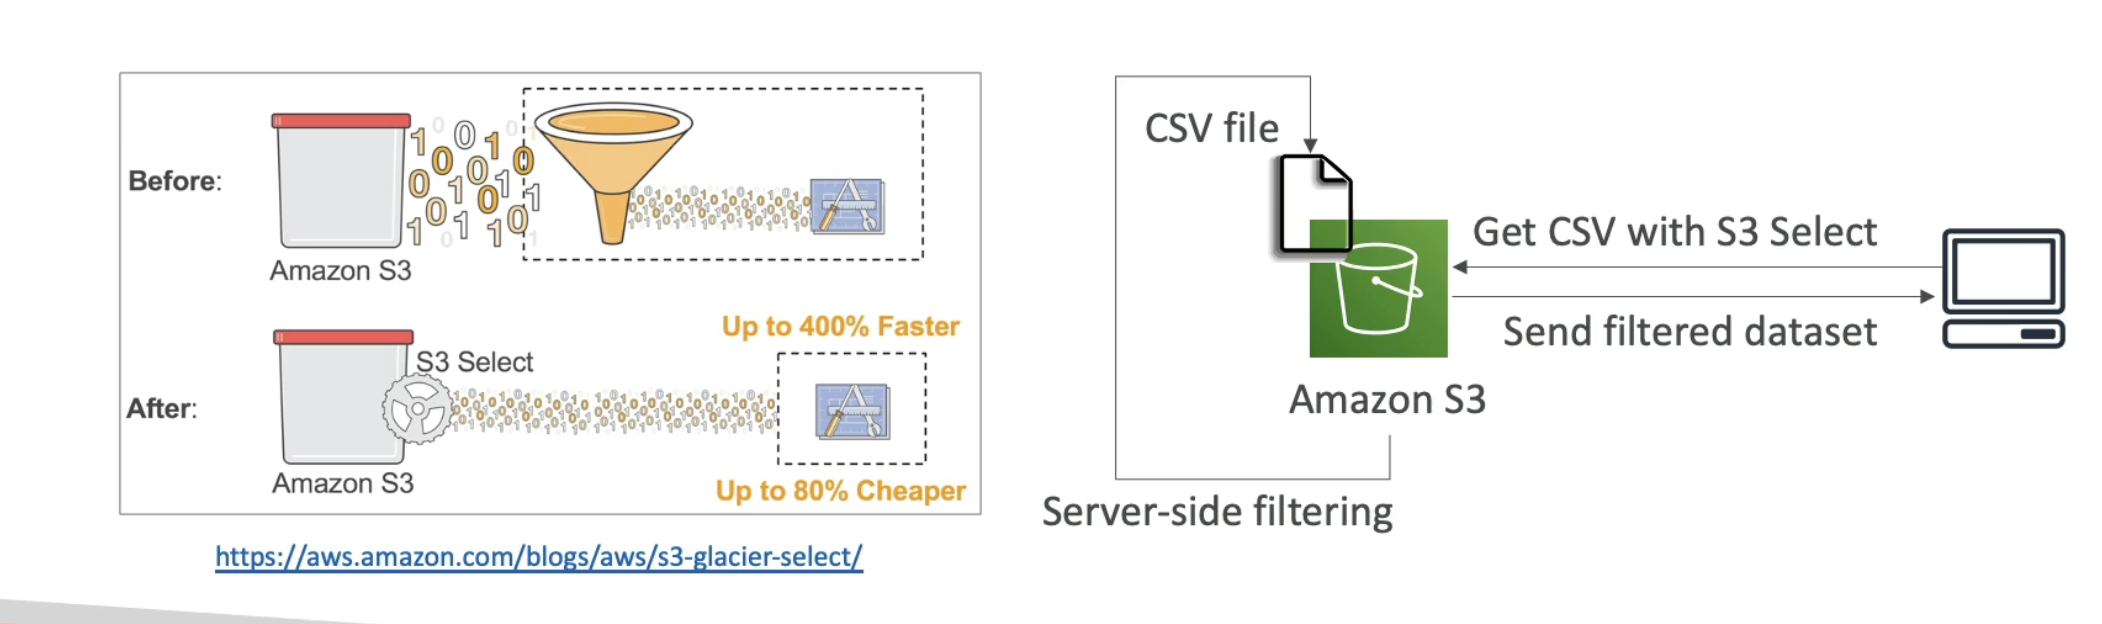 Before:
Amazon S3
Up to 400% Faster
S3 Select
After:
Amazon S3
Up to 80% Cheaper
https://aws.amazon.com/blogs/aws/s3-glacier-select/
CSV file
Get CSV with S3 Select
Send filtered dataset
Amazon S3
Server-side filtering